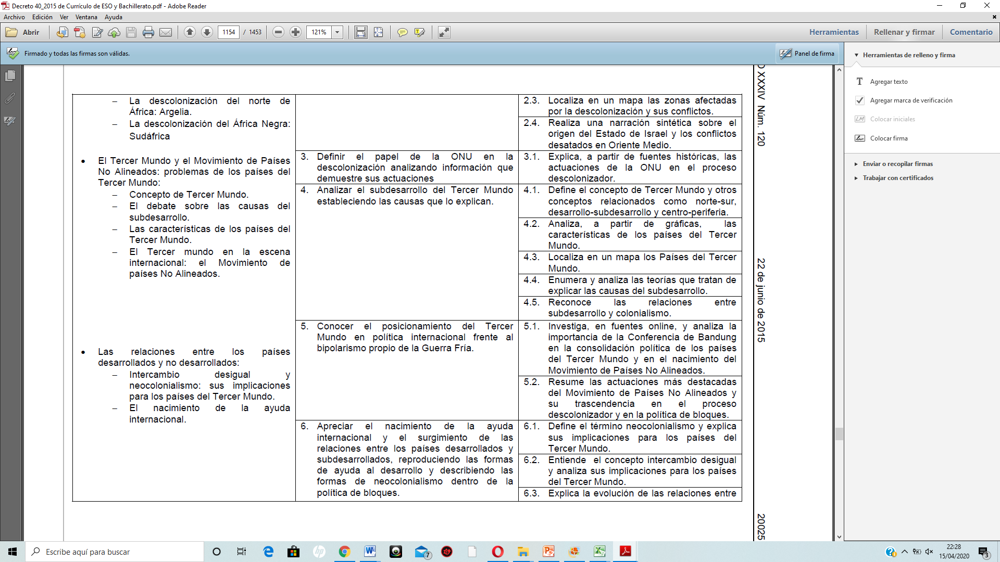 Decreto 40_2015 de Currículo de ESO y Bachillerato.pdf - Adobe Reader
Archivo Edición Ver Ventana Ayuda
Abrir 1154 / 1453 121% Herramientas Rellenar y firmar Comentario
Firmado y todas las firmas son válidas. Panel de firma
– La descolonización del norte de
África: Argelia.
– La descolonización del África Negra:
Sudáfrica
• El Tercer Mundo y el Movimiento de Países
No Alineados: problemas de los países del
Tercer Mundo:
– Concepto de Tercer Mundo.
– El debate sobre las causas del
subdesarrollo.
– Las características de los países del
Tercer Mundo.
– El Tercer mundo en la escena
internacional: el Movimiento de
países No Alineados.
• Las relaciones entre los países
desarrollados y no desarrollados:
– Intercambio desigual y
neocolonialismo: sus implicaciones
para los países del Tercer Mundo.
– El nacimiento de la ayuda
internacional.
3. Definir el papel de la ONU en la
descolonización analizando información que
demuestre sus actuaciones
4. Analizar el subdesarrollo del Tercer Mundo
estableciendo las causas que lo explican.
5. Conocer el posicionamiento del Tercer
Mundo en política internacional frente al
bipolarismo propio de la Guerra Fría.
6. Apreciar el nacimiento de la ayuda
internacional y el surgimiento de las
relaciones entre los países desarrollados y
subdesarrollados, reproduciendo las formas
de ayuda al desarrollo y describiendo las
formas de neocolonialismo dentro de la
política de bloques.
2.3. Localiza en un mapa las zonas afectadas
por la descolonización y sus conflictos.
2.4. Realiza una narración sintética sobre el
origen del Estado de Israel y los conflictos
desatados en Oriente Medio.
3.1. Explica, a partir de fuentes históricas, las
actuaciones de la ONU en el proceso
descolonizador.
4.1. Define el concepto de Tercer Mundo y otros
conceptos relacionados como norte-sur,
desarrollo-subdesarrollo y centro-periferia.
4.2. Analiza, a partir de gráficas, las
características de los países del Tercer
Mundo.
4.3. Localiza en un mapa los Países del Tercer
Mundo.
4.4. Enumera y analiza las teorías que tratan de
explicar las causas del subdesarrollo.
4.5. Reconoce las relaciones entre
subdesarrollo y colonialismo.
5.1. Investiga, en fuentes online, y analiza la
importancia de la Conferencia de Bandung
en la consolidación política de los países
del Tercer Mundo y en el nacimiento del
Movimiento de Países No Alineados.
5.2. Resume las actuaciones más destacadas
del Movimiento de Países No Alineados y
su trascendencia en el proceso
descolonizador y en la política de bloques.
6.1. Define el término neocolonialismo y explica
sus implicaciones para los países del
Tercer Mundo.
6.2. Entiende el concepto intercambio desigual
y analiza sus implicaciones para los países
del Tercer Mundo.
6.3. Explica la evolución de las relaciones entre
XXXIV Núm. 120
22 de junio de 2015
20025
Herramientas de relleno y firma
T Agregar texto
Agregar marca de verificación
LM Colocar iniciales
Colocar firma
Enviar o recopilar firmas
Trabajar con certificados
Escribe aquí para buscar
7
22:28
15/04/2020
3